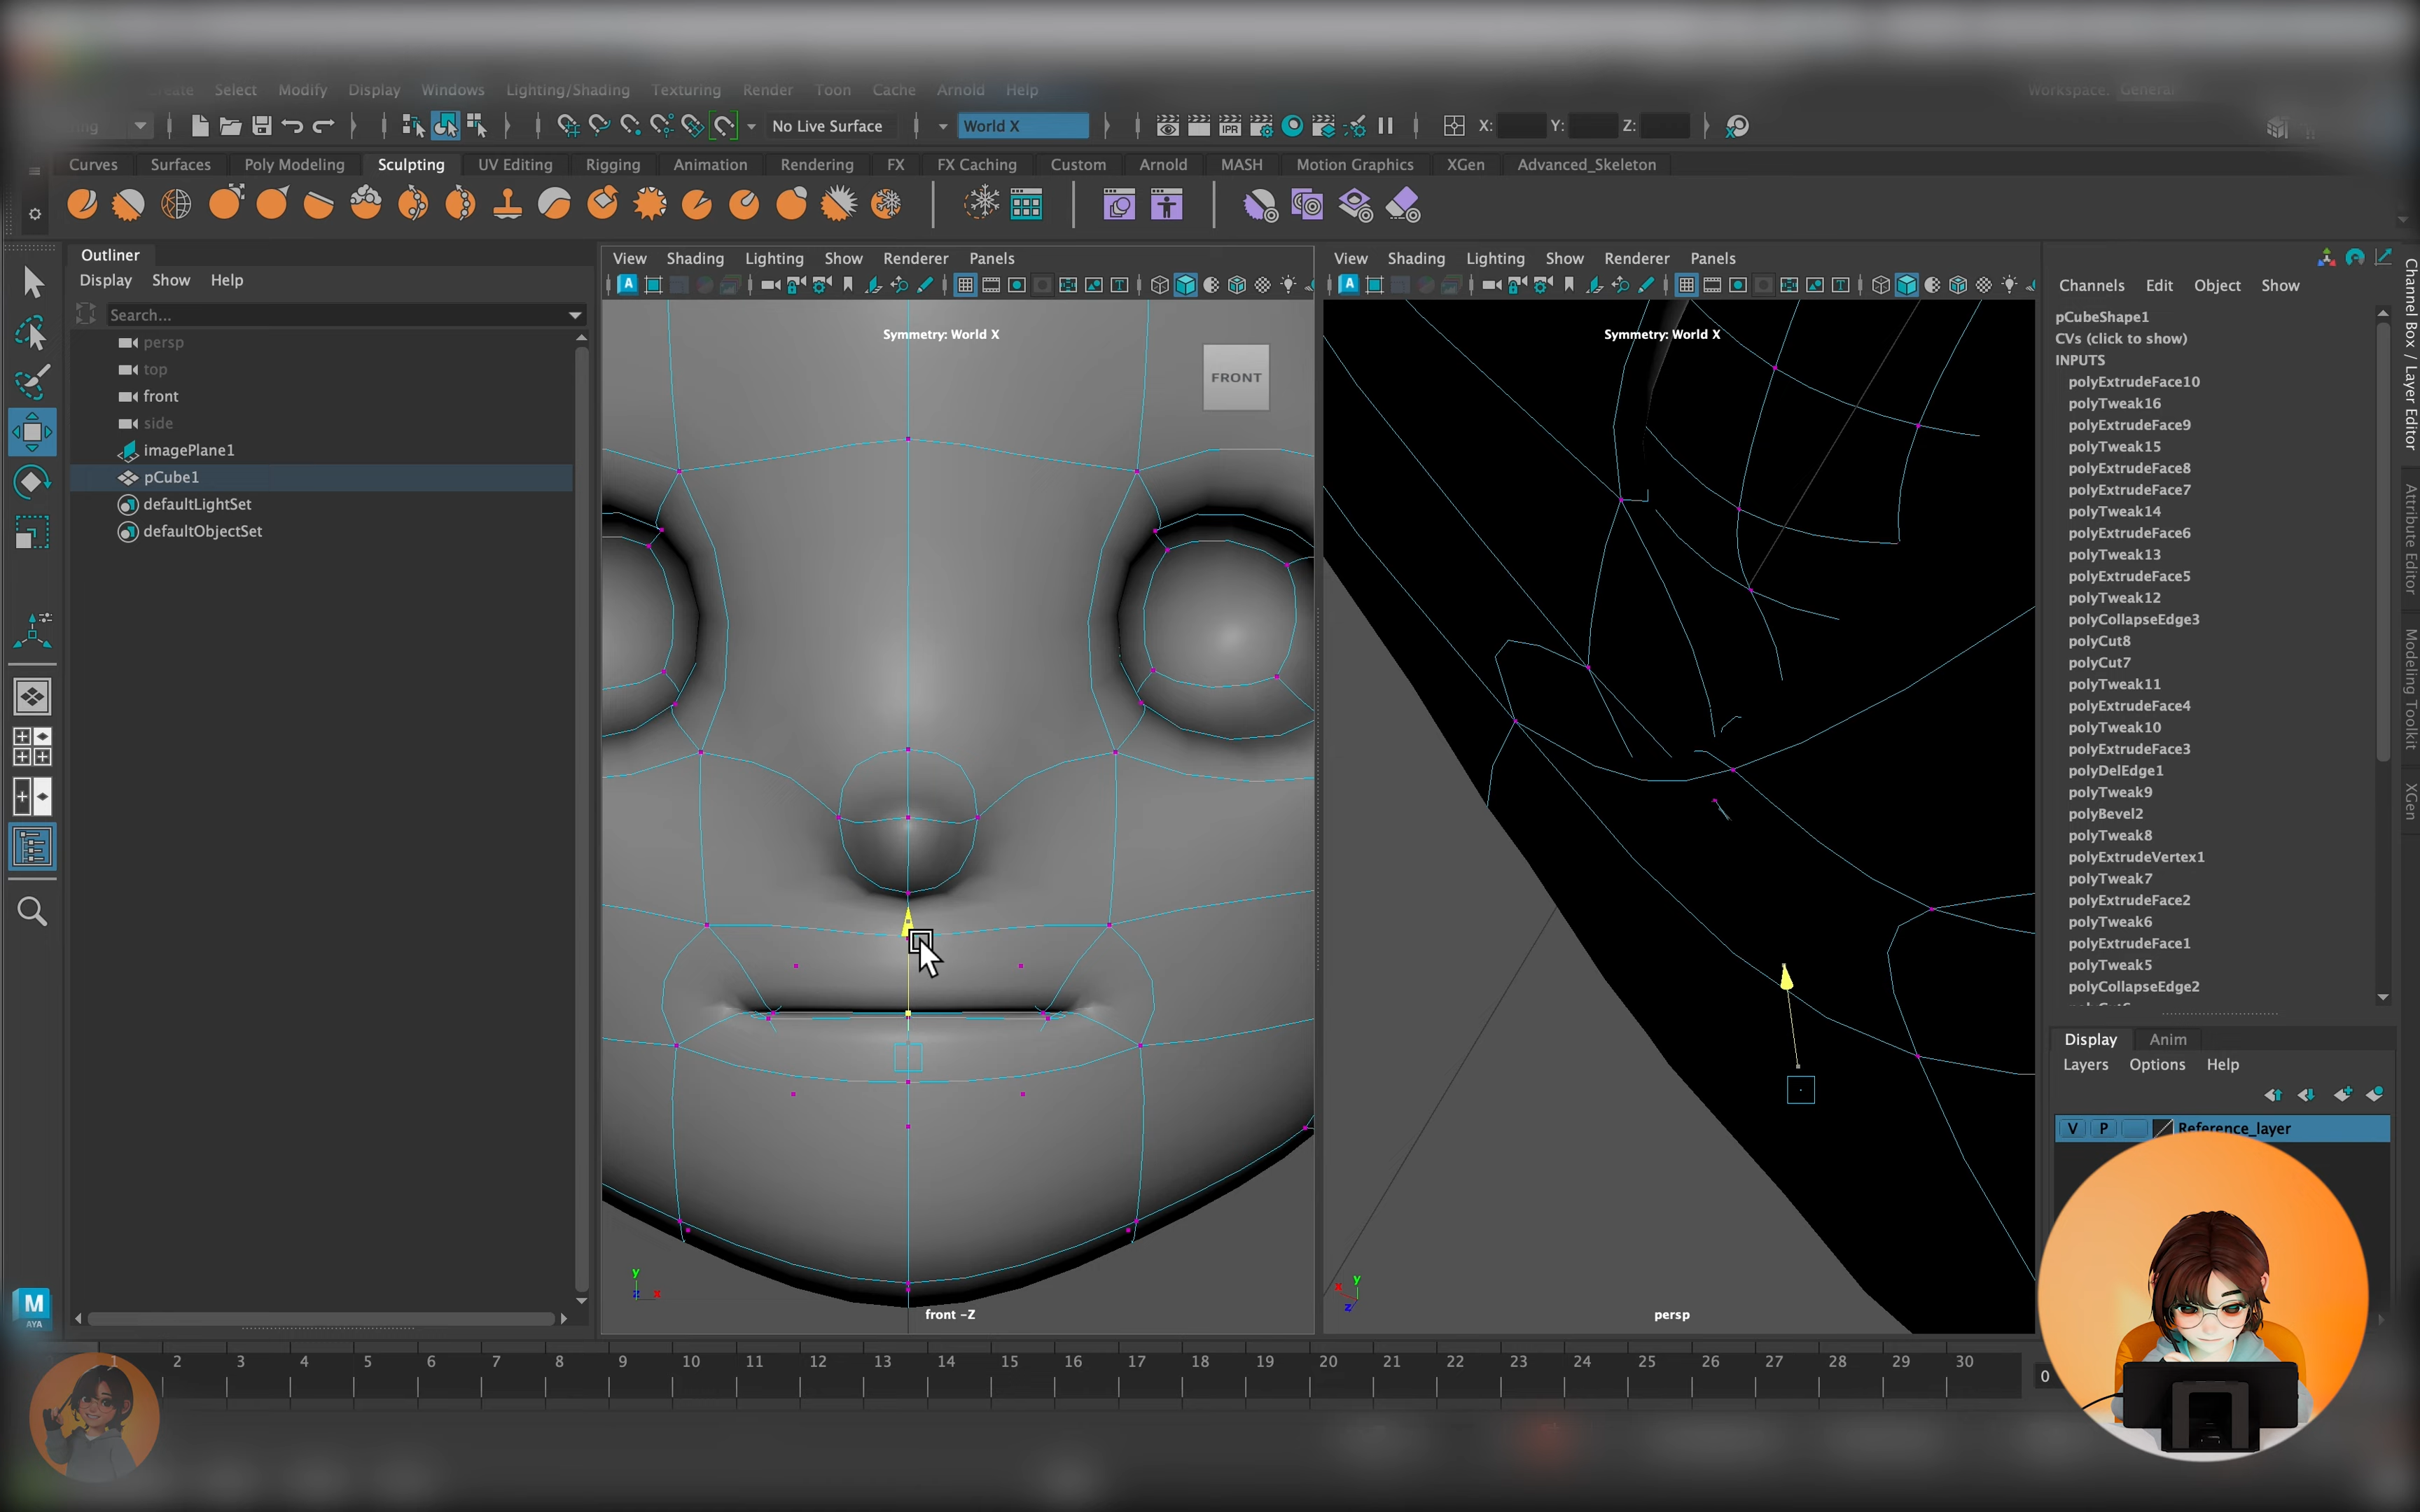 Select Modify Display Windows Lighting/Shading Texturing Render Toon Cache Arnold Help
Workspace: General
No Live Surface
World X
IPR
X:
Y:
Z:
Curves Surfaces Poly Modeling Sculpting UV Editing Rigging Animation Rendering FX FX Caching Custom Arnold MASH Motion Graphics XGen Advanced_Skeleton
Outliner
Display Show Help
Search...
persp
top
front
side
imagePlane1
pCube1
defaultLightSet
defaultObjectSet
View Shading Lighting Show Renderer Panels
Symmetry: World X
FRONT
front -Z
View Shading Lighting Show Renderer Panels
Symmetry: World X
persp
Channels Edit Object Show
pCubeShape1
CVs (click to show)
INPUTS
polyExtrudeFace10
polyTweak16
polyExtrudeFace9
polyTweak15
polyExtrudeFace8
polyExtrudeFace7
polyTweak14
polyExtrudeFace6
polyTweak13
polyExtrudeFace5
polyTweak12
polyCollapseEdge3
polyCut8
polyCut7
polyTweak11
polyExtrudeFace4
polyTweak10
polyExtrudeFace3
polyDelEdge1
polyTweak9
polyBevel2
polyTweak8
polyExtrudeVertex1
polyTweak7
polyExtrudeFace2
polyTweak6
polyExtrudeFace1
polyTweak5
polyCollapseEdge2
Display Anim
Layers Options Help
V P Reference_layer
Channel Box / Layer Editor
Attribute Editor
Modeling Toolkit
XGen
M
AYA
1 2 3 4 5 6 7 8 9 10 11 12 13 14 15 16 17 18 19 20 21 22 23 24 25 26 27 28 29 30
0